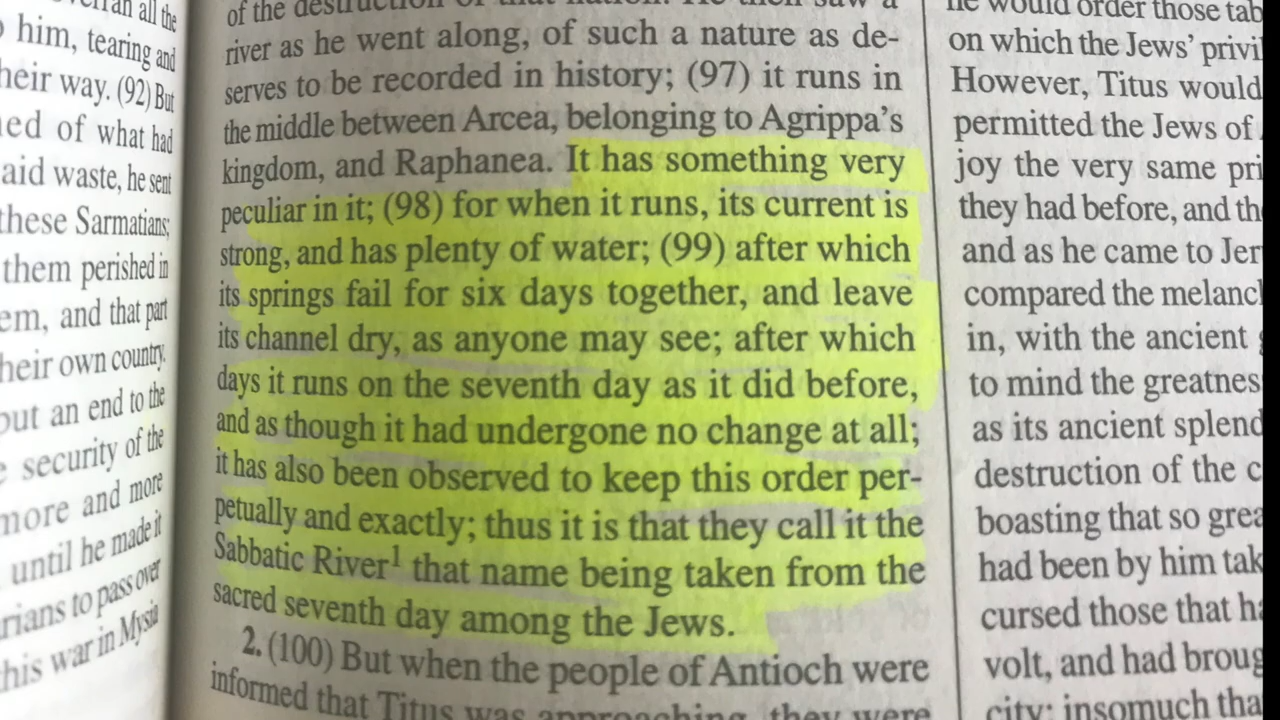 all the
him, tearing and
heir way. (92) But
ed of what had
aid waste, he sent
these Sarmatians;
them perished in
em, and that part
heir own country.
put an end to the
security of the
more and more
until he made it
rians to pass over
his war in Mysia
of the destruction of that nation. He then saw a
river as he went along, of such a nature as de-
serves to be recorded in history; (97) it runs in
the middle between Arcea, belonging to Agrippa's
kingdom, and Raphanea. It has something very
peculiar in it; (98) for when it runs, its current is
strong, and has plenty of water; (99) after which
its springs fail for six days together, and leave
its channel dry, as anyone may see; after which
days it runs on the seventh day as it did before,
and as though it had undergone no change at all;
it has also been observed to keep this order per-
petually and exactly; thus it is that they call it the
Sabbatic River¹ that name being taken from the
sacred seventh day among the Jews.
2. (100) But when the people of Antioch were
informed that Titus was approaching, they were
he would order those tab
on which the Jews' privi
However, Titus would
permitted the Jews of
joy the very same pri
they had before, and th
and as he came to Jer
compared the melancl
in, with the ancient
to mind the greatnes
as its ancient splend
destruction of the c
boasting that so grea
had been by him tak
cursed those that ha
volt, and had broug
city; insomuch tha